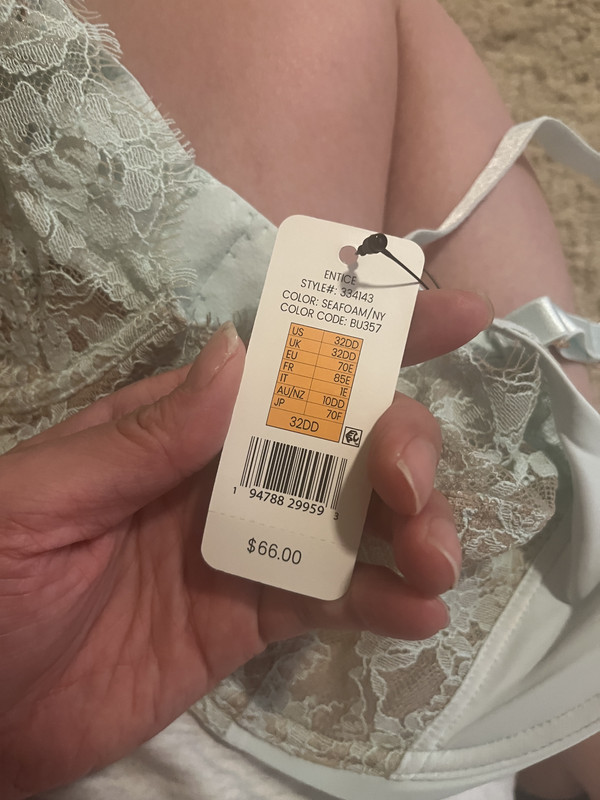 ENTICE
STYLE#: 334143
COLOR: SEAFOAM/NY
COLOR CODE: BU357
US 32DD
UK 32DD
EU 70E
FR 85E
IT 1E
AU/NZ 10DD
JP 70F
32DD
1 94788 29959 3
$66.00